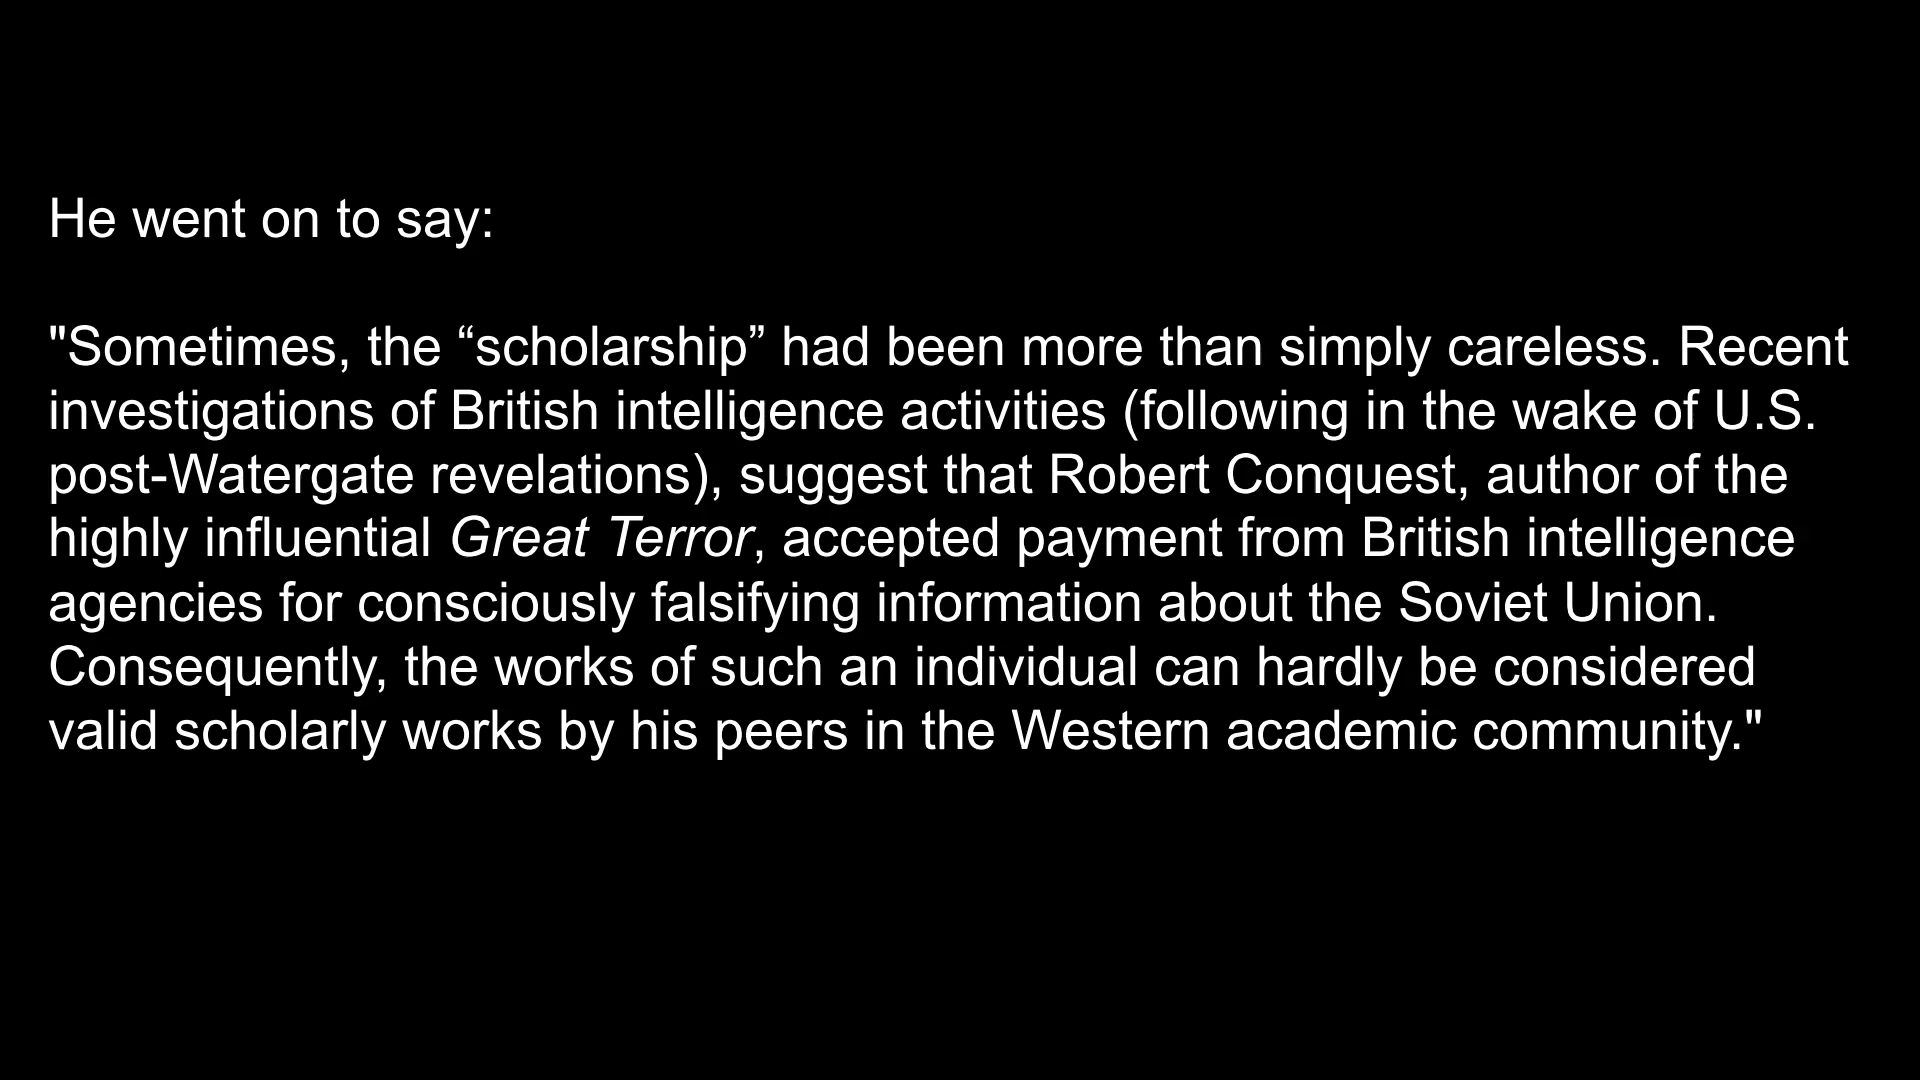 He went on to say:
"Sometimes, the “scholarship” had been more than simply careless. Recent
investigations of British intelligence activities (following in the wake of U.S.
post-Watergate revelations), suggest that Robert Conquest, author of the
highly influential Great Terror, accepted payment from British intelligence
agencies for consciously falsifying information about the Soviet Union.
Consequently, the works of such an individual can hardly be considered
valid scholarly works by his peers in the Western academic community."